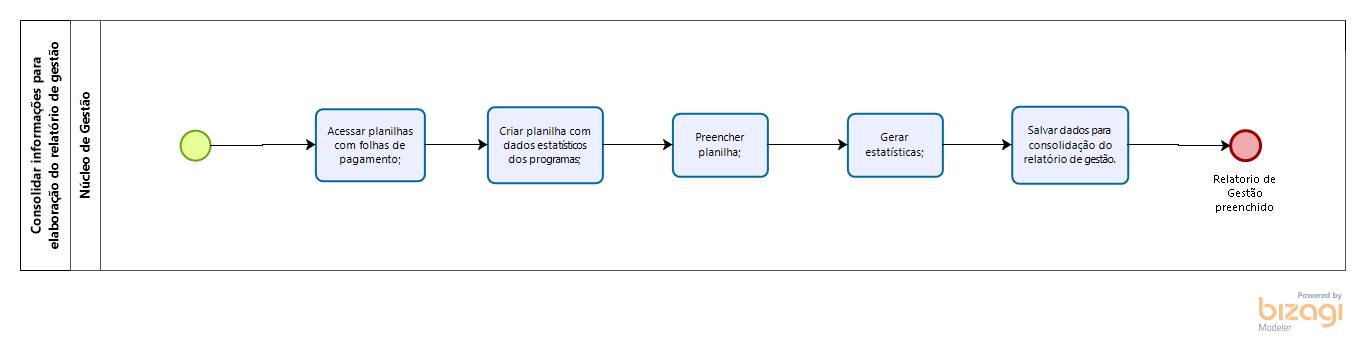 Consolidar informações para
elaboração do relatório de gestão
Núcleo de Gestão
Acessar planilhas
com folhas de
pagamento;
Criar planilha com
dados estatísticos
dos programas;
Preencher
planilha;
Gerar
estatísticas;
Salvar dados para
consolidação do
relatório de gestão.
Relatorio de
Gestão
preenchido
Powered by
bizagi
Modeler